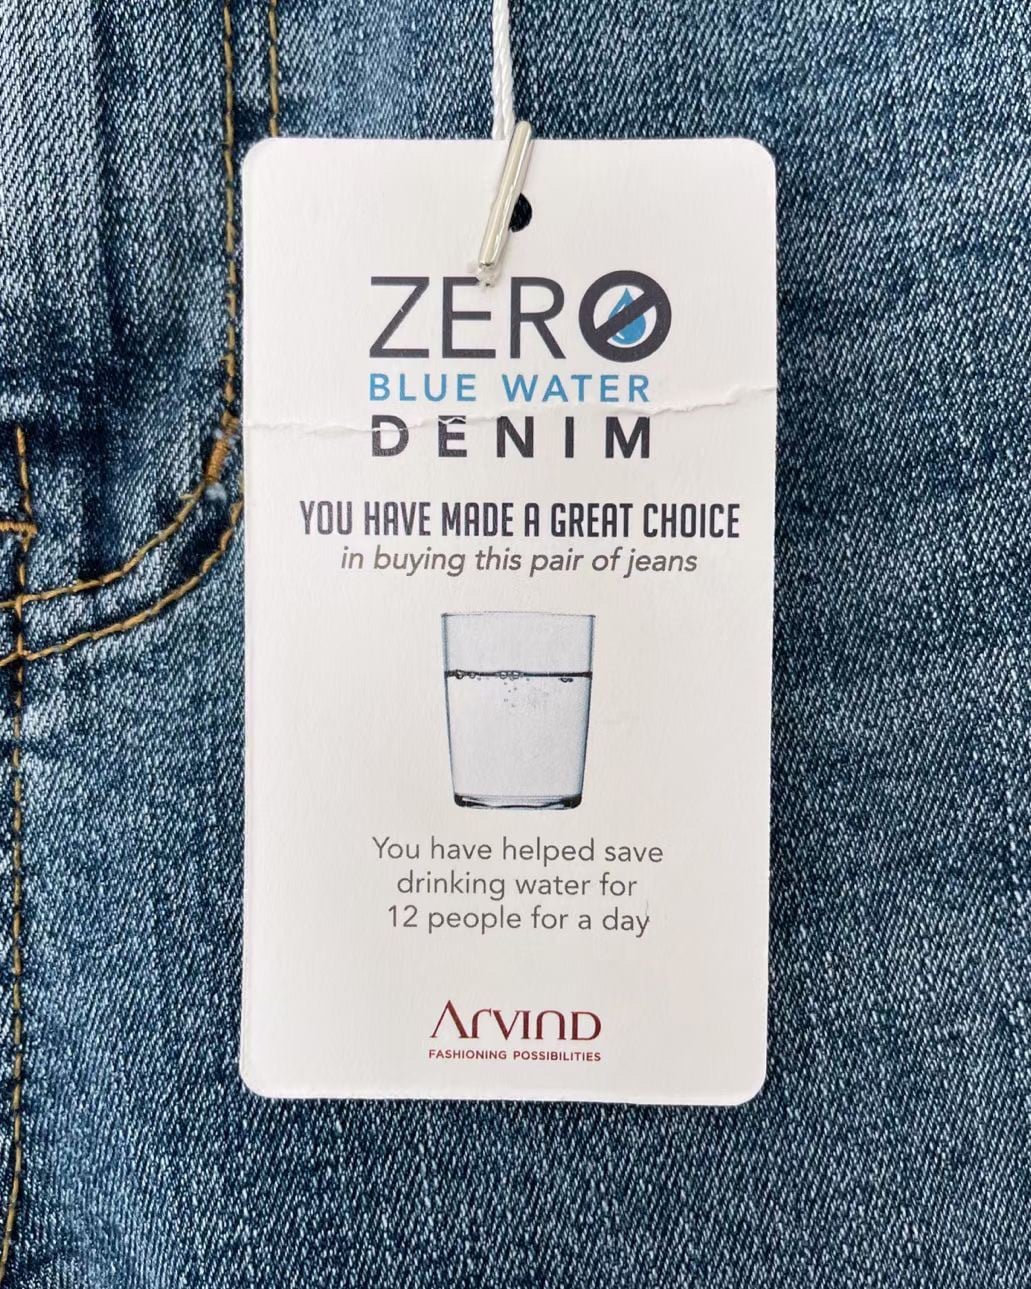 ZERO
BLUE WATER
DENIM
YOU HAVE MADE A GREAT CHOICE
in buying this pair of jeans
You have helped save
drinking water for
12 people for a day
ARVIND
FASHIONING POSSIBILITIES